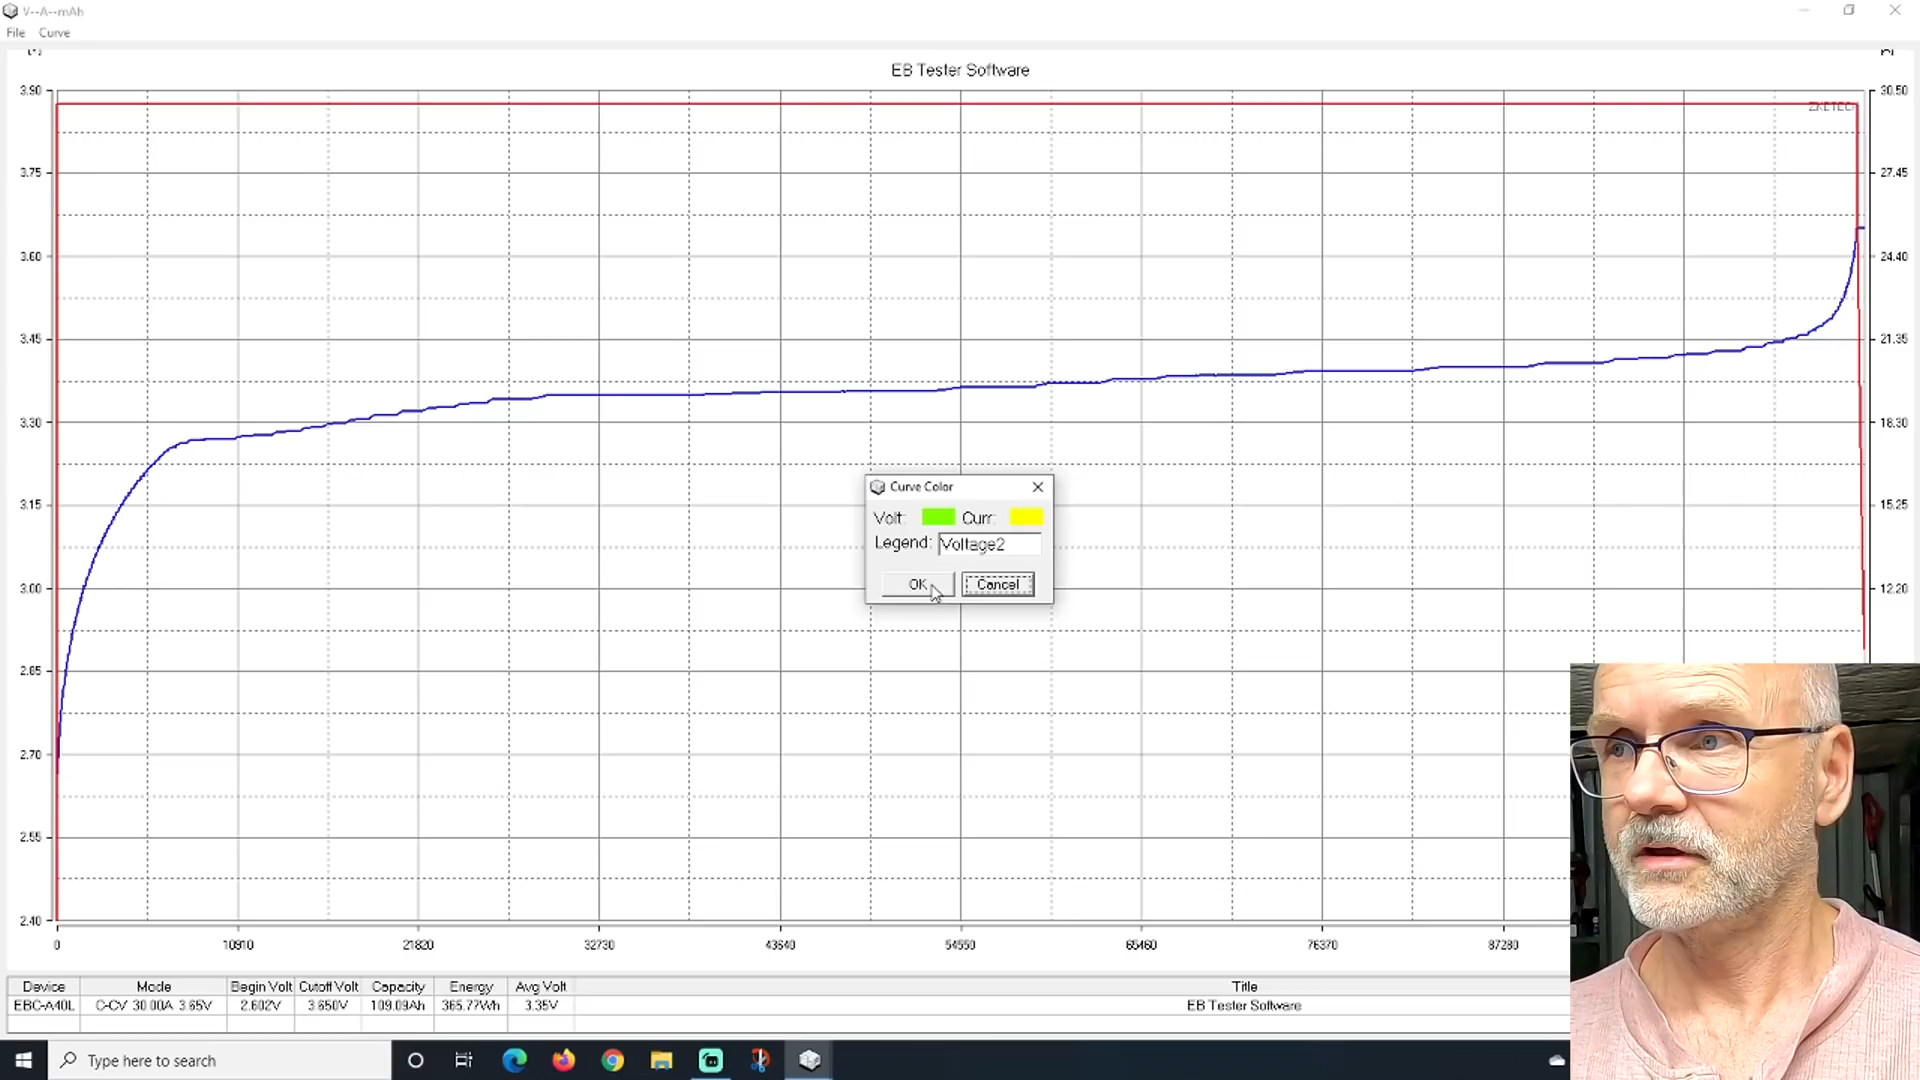 V--A--mAh
File Curve
EB Tester Software
3.90
3.75
3.60
3.45
3.30
3.15
3.00
2.85
2.70
2.55
2.40
30.50
27.45
24.40
21.35
18.30
15.25
12.20
ZKETECH
Curve Color
Volt: Curr:
Legend: Voltage2
OK Cancel
0 10910 21820 32730 43640 54550 65460 76370 87280
Device Mode Begin Volt Cutoff Volt Capacity Energy Avg Volt Title
EBC-A40L C-CV 30.00A 3.65V 2.602V 3.650V 109.09Ah 365.77Wh 3.35V EB Tester Software
Type here to search